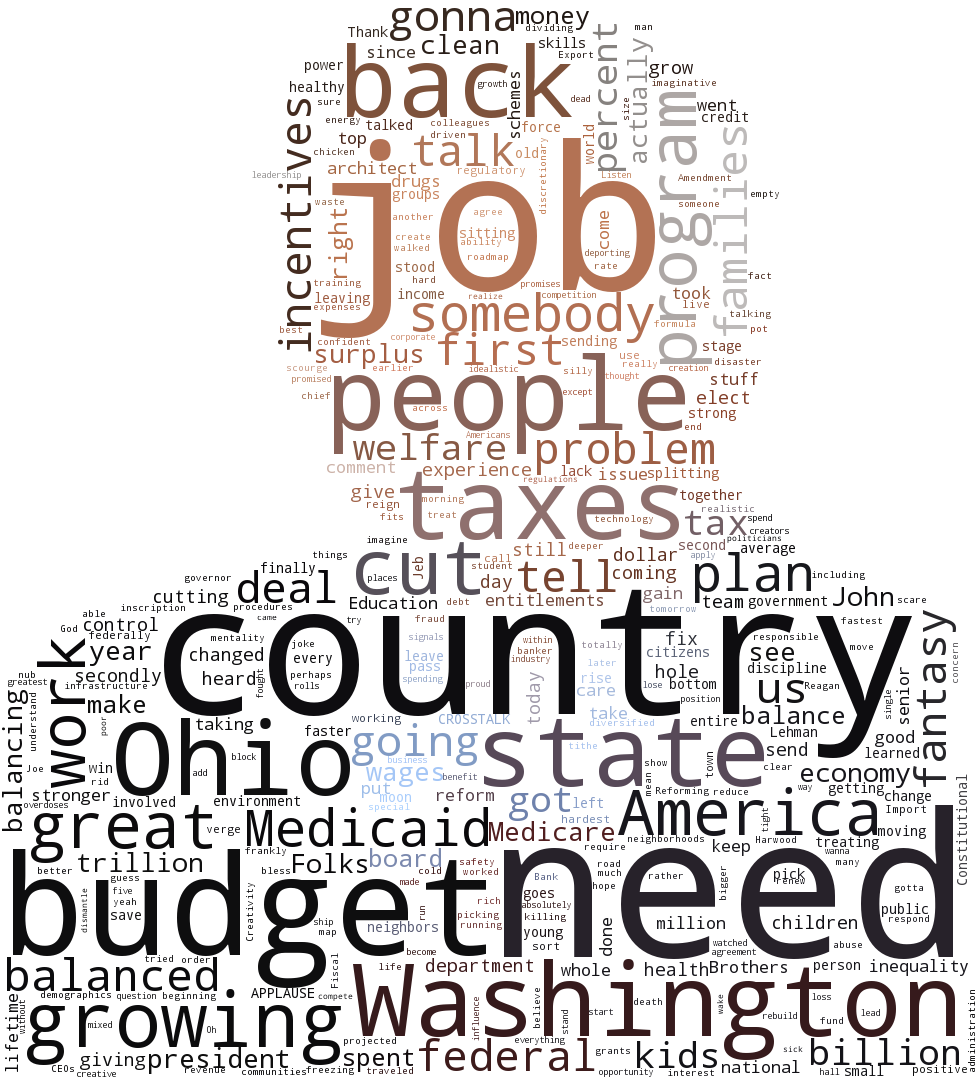 gonna money
Thank dividing man
since clean skills
Export
power back percent actually grow
healthy growth imaginative
sure schemes dead size went
energy talked colleagues force credit
top driven world
chicken talk old
incentives architect regulatory Listen program families
leadership drugs discretionary Amendment
groups empty
waste job someone
another agree come
right create sitting
walked ability deporting
stood roadmap rate fact
training hard promises
leaving income realize competition took
expenses live talking
best somebody formula pot
confident corporate first sending stage
surplus use disaster
scourge earlier idealistic silly really creation
promised people thought stuff
chief across except elect
strong
Americans end
welfare problem
comment experience lack issue splitting
regulations
give taxes together
reign morning realistic
fits treat technology tax spend
creators
imagine second politicians
things still deeper average
governor finally cut call dollar apply
places Jeb student tell coming plan including
cutting deal day gain
able inscription procedures Education debt entitlements tomorrow team government John scare
God control came try fraud country fastest
federally mentality joke signals within fix responsible move
work year changed every leave banker totally citizens see concern
nub secondly perhaps pass industry later hole discipline Reagan
greatest heard rolls spending proud rise bottom us senior
infrastructure fought care lose position single fantasy
understand make today
balancing poor taking working CROSSTALK take entire balance good
Ohio faster diversified Lehman learned
Joe win add block going state tithe town send
rid business clear economy
wages mean show way getting
stronger put benefit Reforming reduce
overdoses involved environment moon reform got left America change
special Import
great verge Medicaid hardest tight moving Constitutional
Medicare require neighborhoods Harwood treating
frankly keep wanna
better trillion Folks board safety road many
guess bless cold worked Bank much rather pick
five made goes hope renew gotta
dismantle yeah Creativity rich absolutely bigger
save budget ship run picking killing need million children public
map neighbors running young respond
sort done watched abuse
tried order become agreement
balanced Fiscal life department whole health Brothers person inequality
lifetime APPLAUSE
demographics question beginning compete Washington death loss
without believe start wake fund lead
growing mixed Oh influence stand rebuild administration
projected everything
giving president spent federal grants kids sick billion
CEOs revenue freezing traveled national
creative communities opportunity interest hall small positive